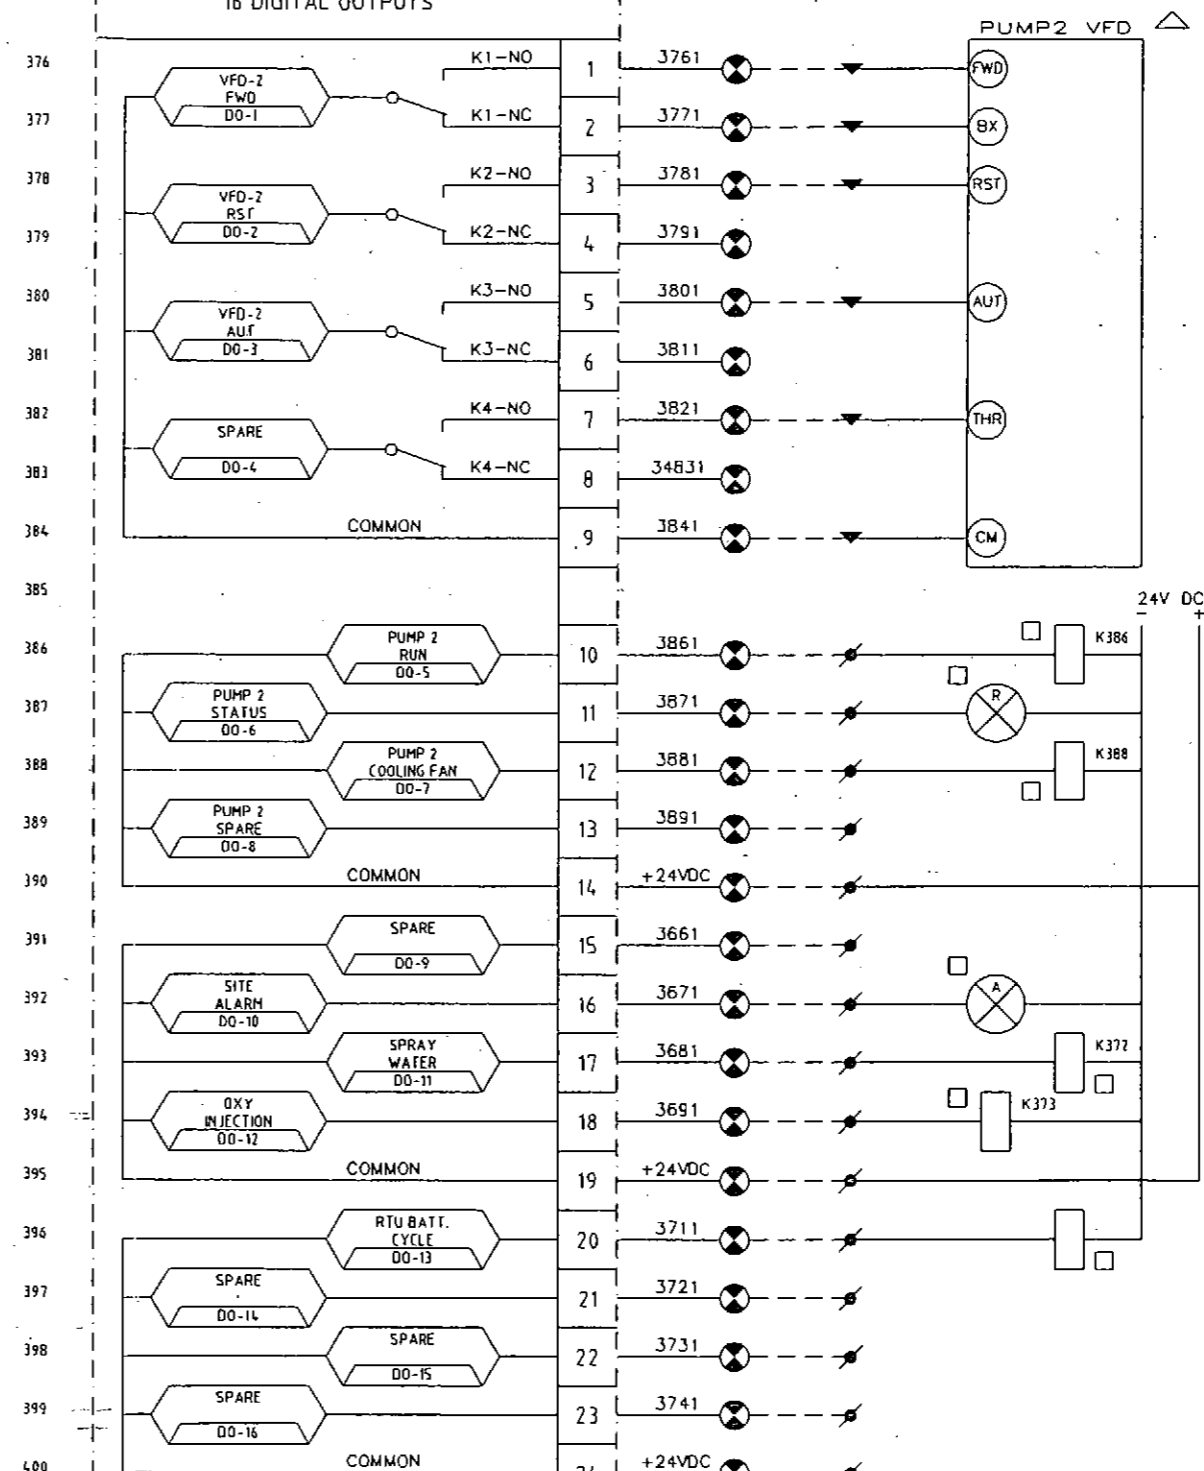 16 DIGITAL OUTPUTS
PUMP2 VFD
376 K1-NO 1 3761 FWD
VFD-2
FWD
DO-1
377 K1-NC 2 3771 BX
378 K2-NO 3 3781 RST
VFD-2
RST
DO-2
379 K2-NC 4 3791
380 K3-NO 5 3801 AUT
VFD-2
AUT
DO-3
381 K3-NC 6 3811
382 K4-NO 7 3821 THR
SPARE
DO-4
383 K4-NC 8 34831
384 COMMON 9 3841 CM
385
24V DC
- +
386 PUMP 2 RUN DO-5 10 3861 K386
387 PUMP 2 STATUS DO-6 11 3871 R
388 PUMP 2 COOLING FAN DO-7 12 3881 K388
389 PUMP 2 SPARE DO-8 13 3891
390 COMMON 14 +24VDC
391 SPARE DO-9 15 3661
392 SITE ALARM DO-10 16 3671 A
393 SPRAY WATER DO-11 17 3681 K372
394 OXY INJECTION DO-12 18 3691 K373
395 COMMON 19 +24VDC
396 RTU BATT. CYCLE DO-13 20 3711
397 SPARE DO-14 21 3721
398 SPARE DO-15 22 3731
399 SPARE DO-16 23 3741
400 COMMON 24 +24VDC